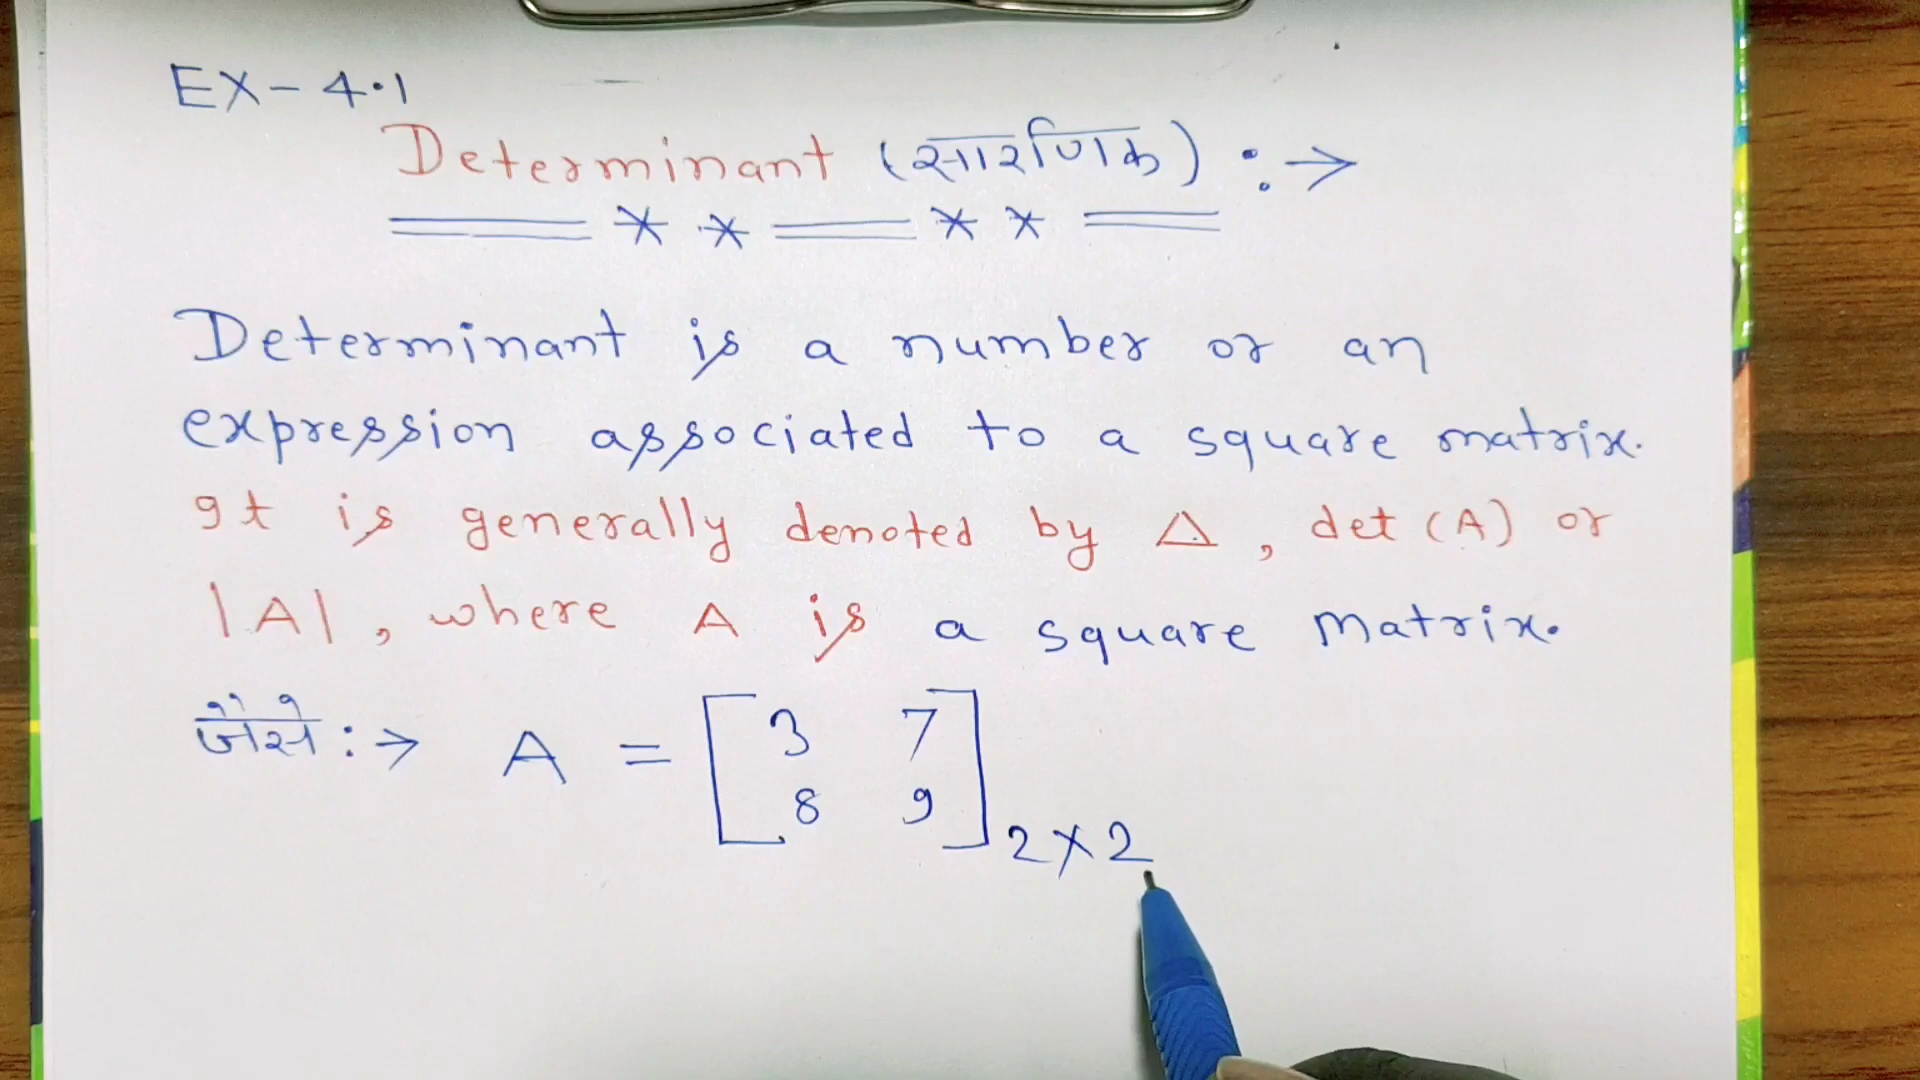 EX-4.1
Determinant (सारणिक) :→
Determinant is a number or an
expression associated to a square matrix.
It is generally denoted by Δ, det (A) or
|A|, where A is a square matrix.
जैसे :→ A = [3 7
8 9] 2×2